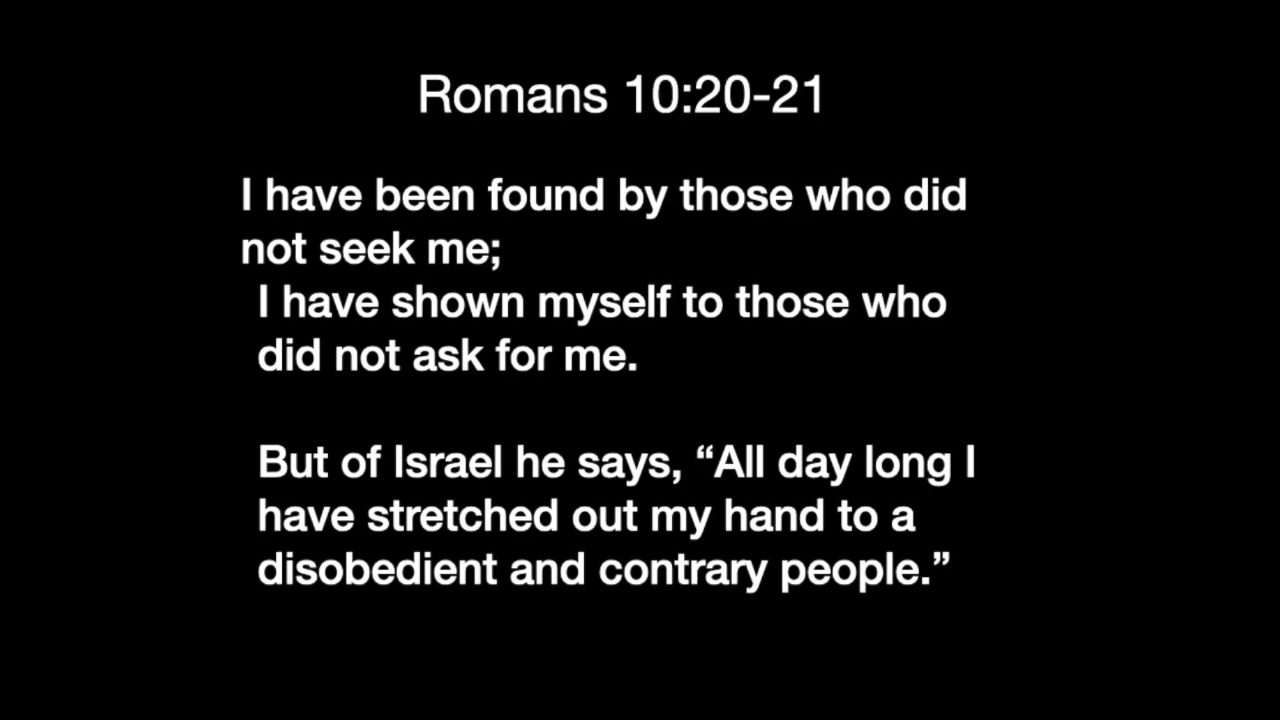 Romans 10:20-21
I have been found by those who did
not seek me;
I have shown myself to those who
did not ask for me.
But of Israel he says, “All day long I
have stretched out my hand to a
disobedient and contrary people.”